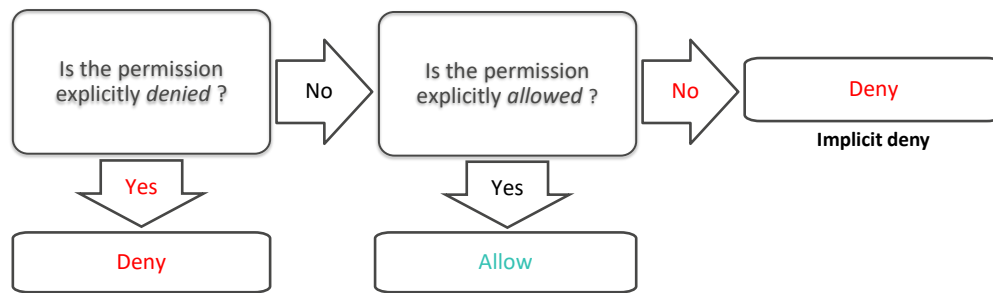 Is the permission
explicitly denied ?
No
Is the permission
explicitly allowed ?
No
Deny
Implicit deny
Yes
Deny
Yes
Allow